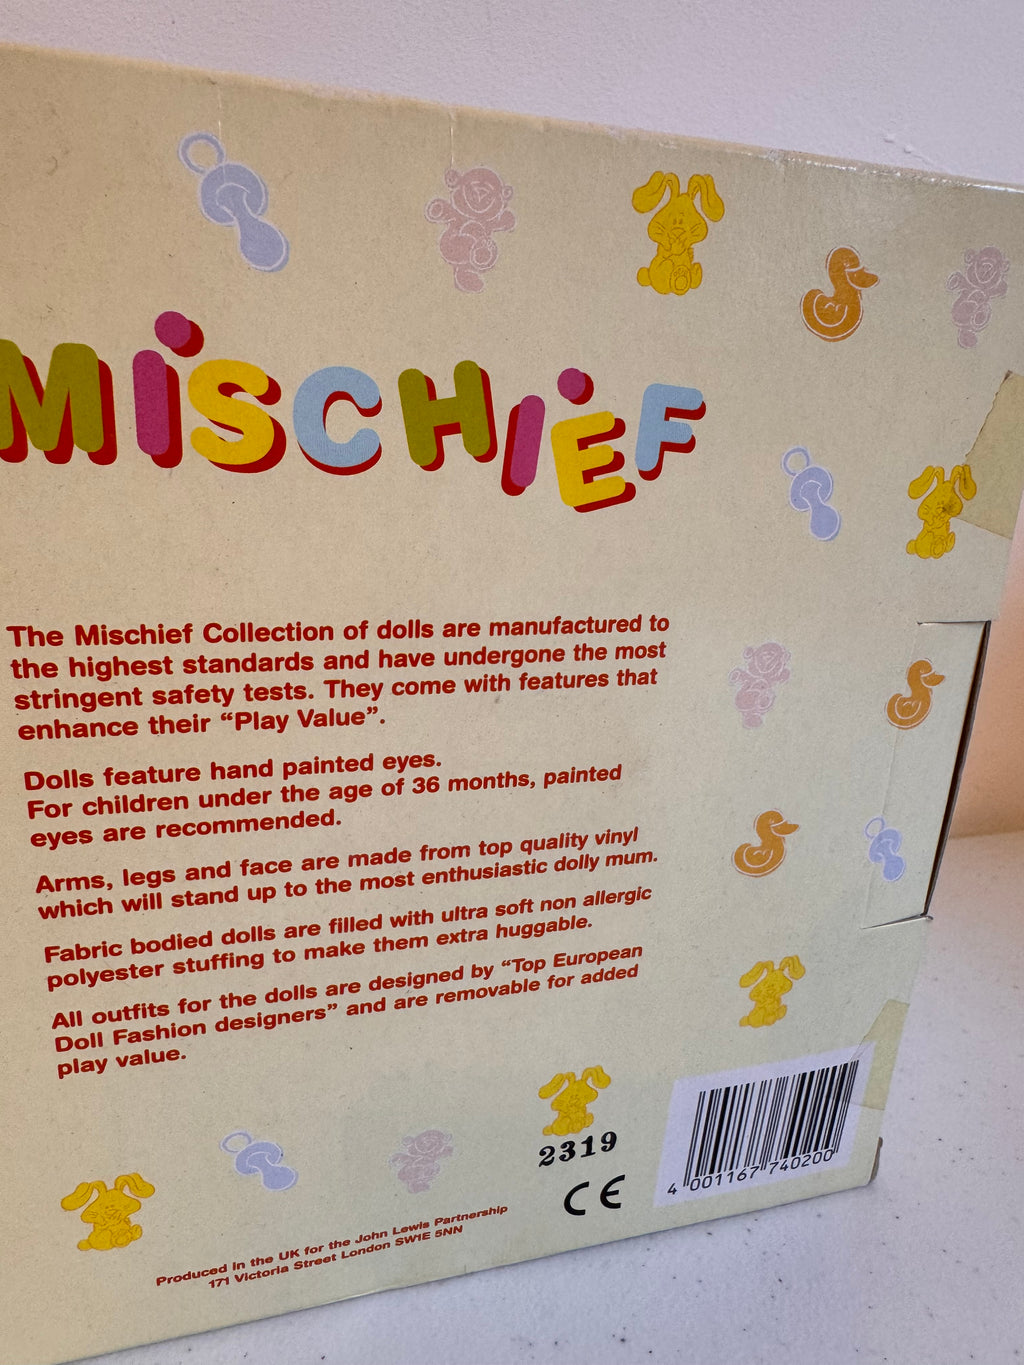 MiSCHiEF
The Mischief Collection of dolls are manufactured to
the highest standards and have undergone the most
stringent safety tests. They come with features that
enhance their “Play Value”.
Dolls feature hand painted eyes.
For children under the age of 36 months, painted
eyes are recommended.
Arms, legs and face are made from top quality vinyl
which will stand up to the most enthusiastic dolly mum.
Fabric bodied dolls are filled with ultra soft non allergic
polyester stuffing to make them extra huggable.
All outfits for the dolls are designed by “Top European
Doll Fashion designers” and are removable for added
play value.
2319
CE
4 001167 740200
Produced in the UK for the John Lewis Partnership
171 Victoria Street London SW1E 5NN